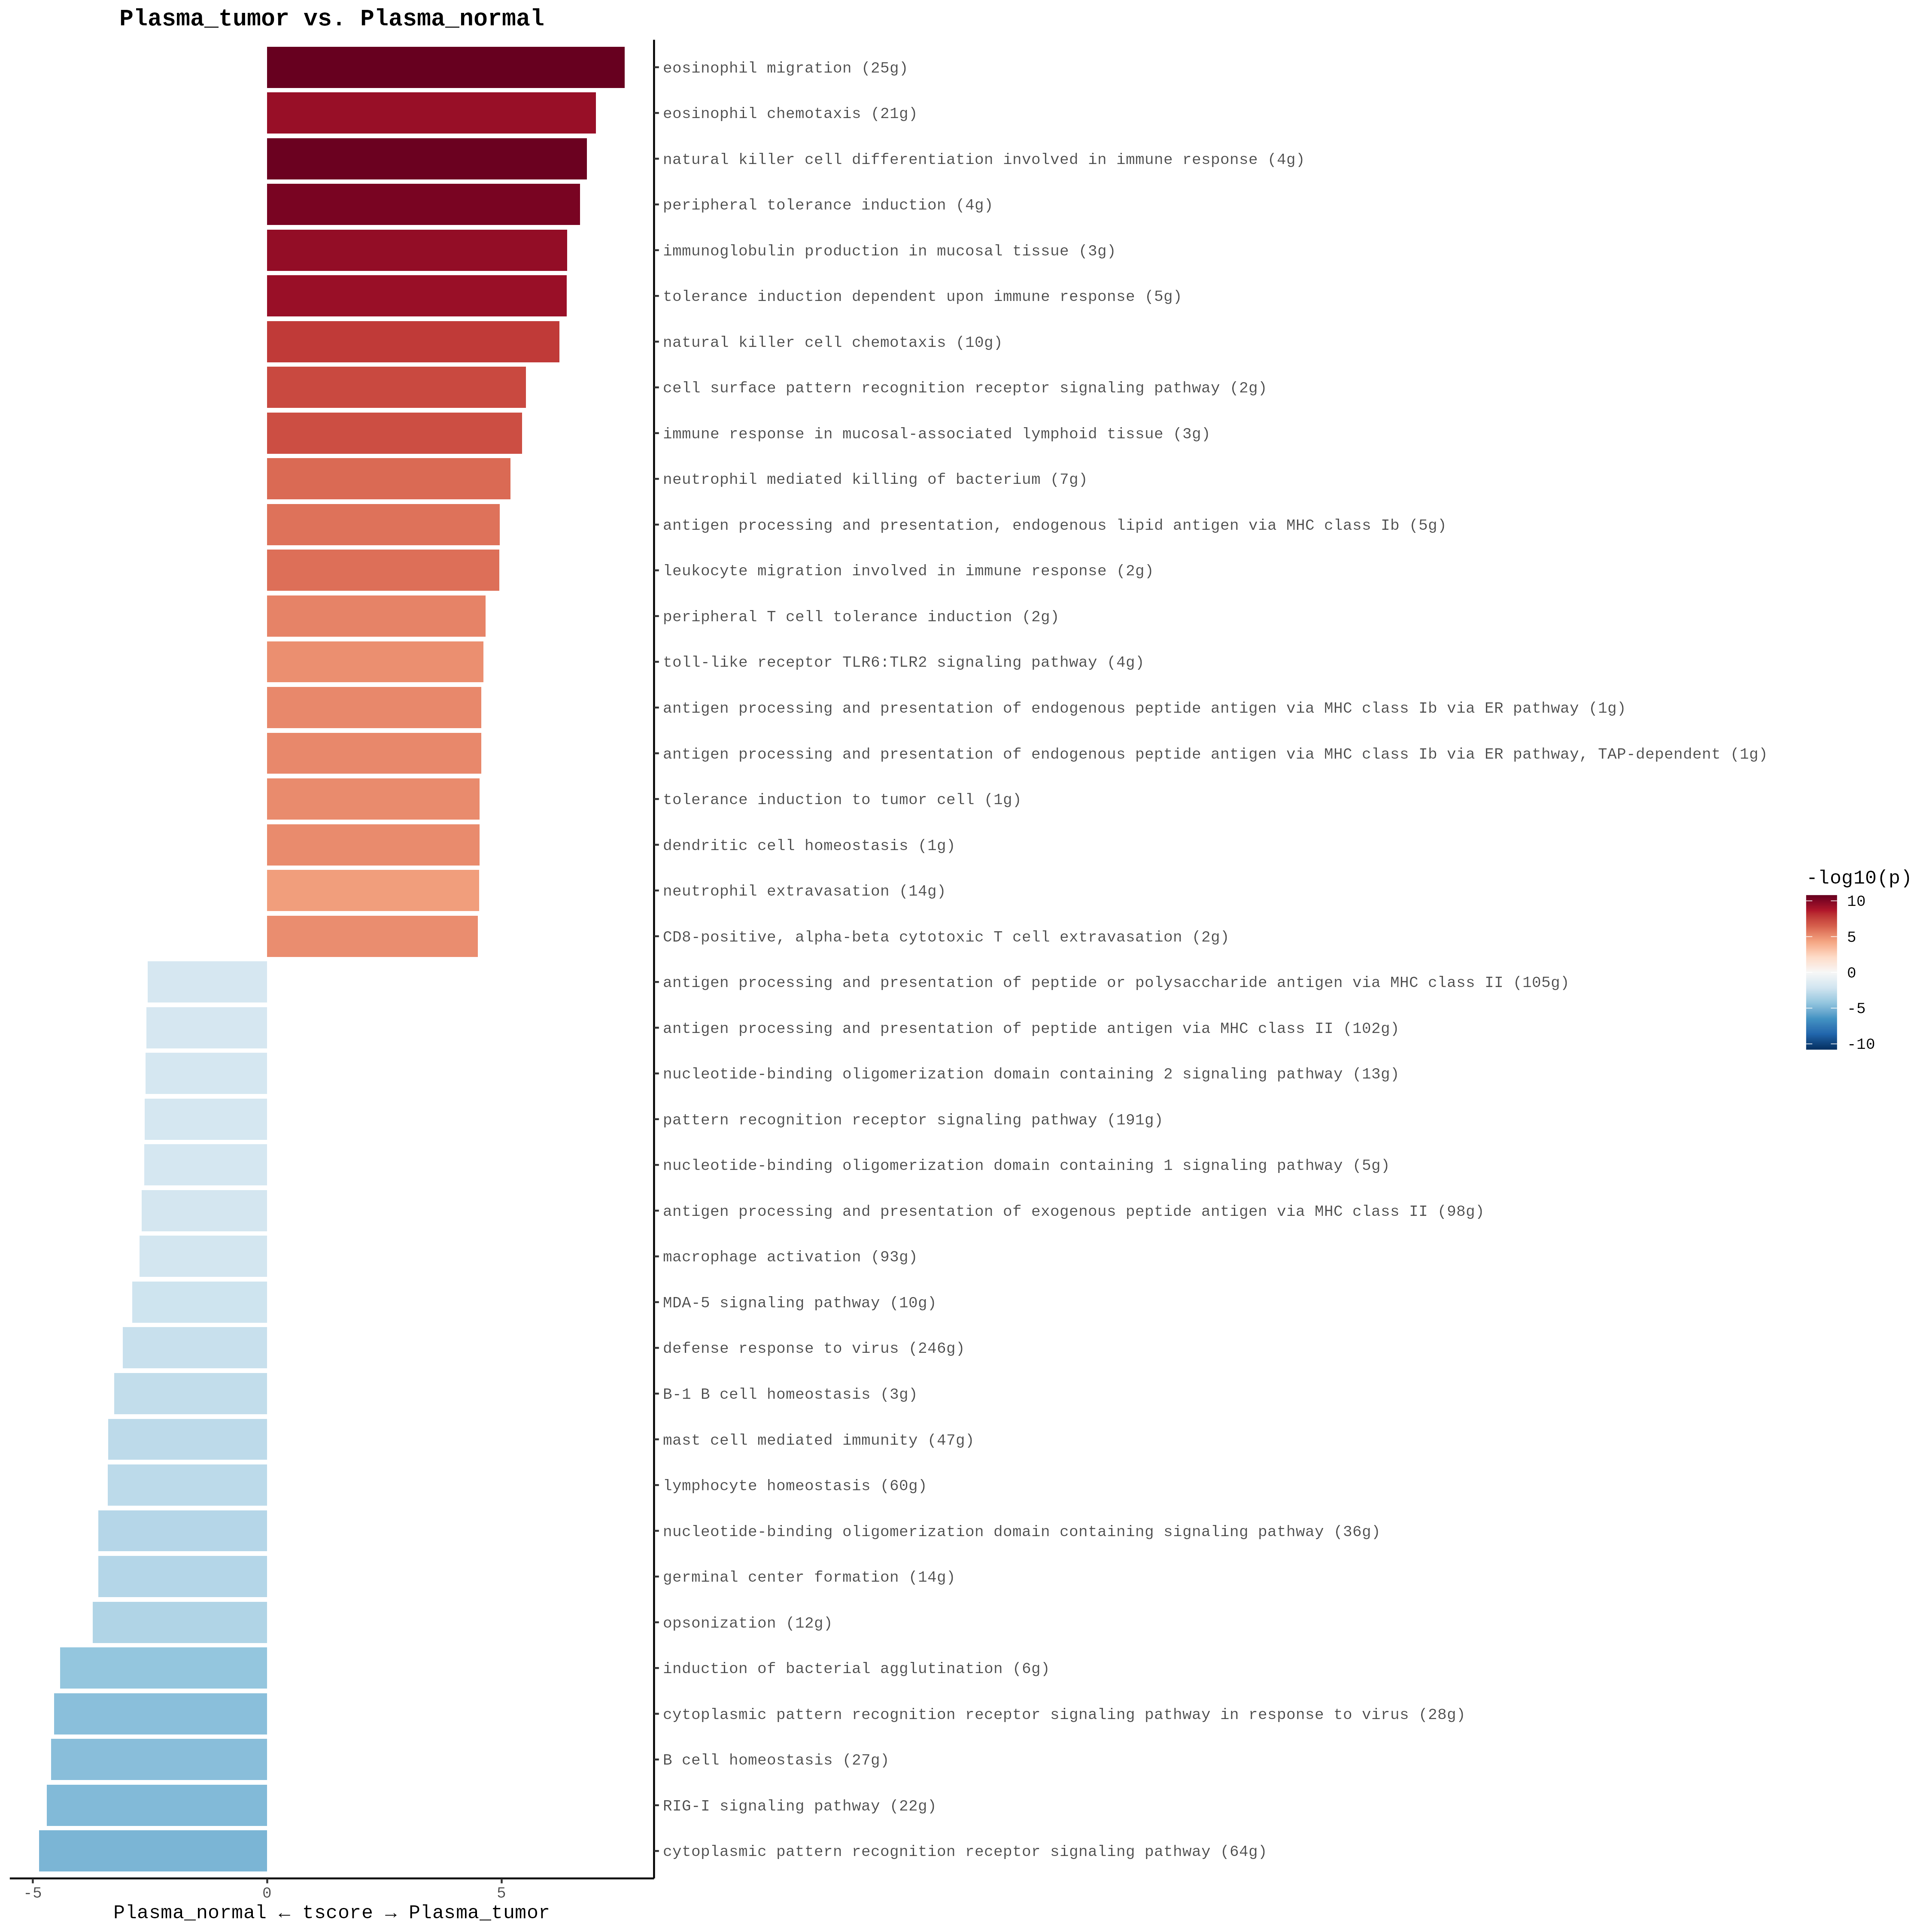 Plasma_tumor vs. Plasma_normal
eosinophil migration (25g)
eosinophil chemotaxis (21g)
natural killer cell differentiation involved in immune response (4g)
peripheral tolerance induction (4g)
immunoglobulin production in mucosal tissue (3g)
tolerance induction dependent upon immune response (5g)
natural killer cell chemotaxis (10g)
cell surface pattern recognition receptor signaling pathway (2g)
immune response in mucosal-associated lymphoid tissue (3g)
neutrophil mediated killing of bacterium (7g)
antigen processing and presentation, endogenous lipid antigen via MHC class Ib (5g)
leukocyte migration involved in immune response (2g)
peripheral T cell tolerance induction (2g)
toll-like receptor TLR6:TLR2 signaling pathway (4g)
antigen processing and presentation of endogenous peptide antigen via MHC class Ib via ER pathway (1g)
antigen processing and presentation of endogenous peptide antigen via MHC class Ib via ER pathway, TAP-dependent (1g)
tolerance induction to tumor cell (1g)
dendritic cell homeostasis (1g)
neutrophil extravasation (14g)
CD8-positive, alpha-beta cytotoxic T cell extravasation (2g)
antigen processing and presentation of peptide or polysaccharide antigen via MHC class II (105g)
antigen processing and presentation of peptide antigen via MHC class II (102g)
nucleotide-binding oligomerization domain containing 2 signaling pathway (13g)
pattern recognition receptor signaling pathway (191g)
nucleotide-binding oligomerization domain containing 1 signaling pathway (5g)
antigen processing and presentation of exogenous peptide antigen via MHC class II (98g)
macrophage activation (93g)
MDA-5 signaling pathway (10g)
defense response to virus (246g)
B-1 B cell homeostasis (3g)
mast cell mediated immunity (47g)
lymphocyte homeostasis (60g)
nucleotide-binding oligomerization domain containing signaling pathway (36g)
germinal center formation (14g)
opsonization (12g)
induction of bacterial agglutination (6g)
cytoplasmic pattern recognition receptor signaling pathway in response to virus (28g)
B cell homeostasis (27g)
RIG-I signaling pathway (22g)
cytoplasmic pattern recognition receptor signaling pathway (64g)
-5 0 5
Plasma_normal ← tscore → Plasma_tumor
-log10(p)
10
5
0
-5
-10